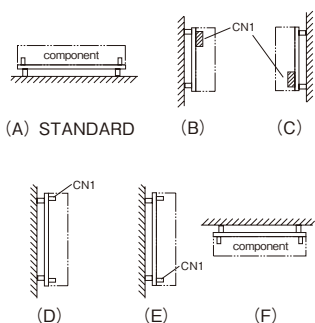 component
CN1
(A) STANDARD
(B)
(C)
CN1
CN1
component
(D)
(E)
(F)